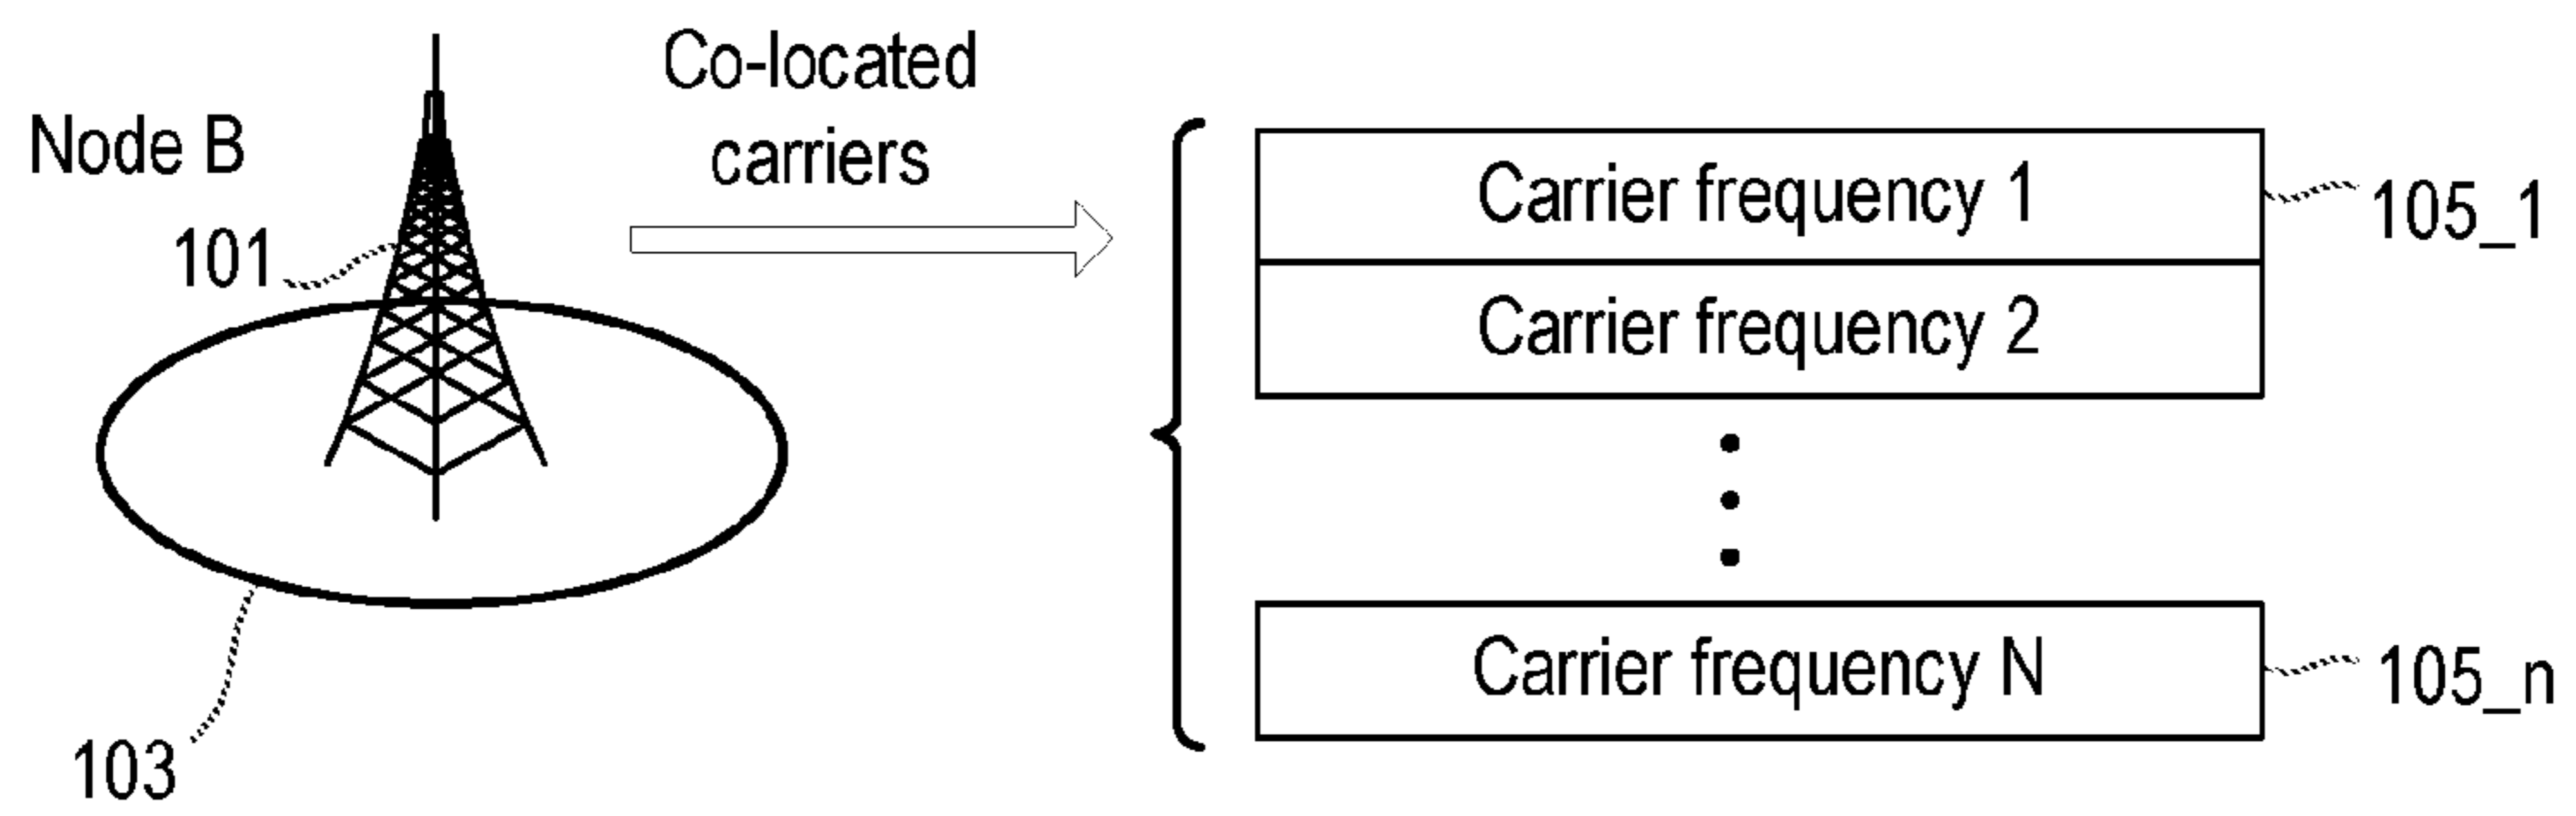 Co-located
carriers
Node B
101
103
Carrier frequency 1
105_1
Carrier frequency 2
Carrier frequency N
105_n